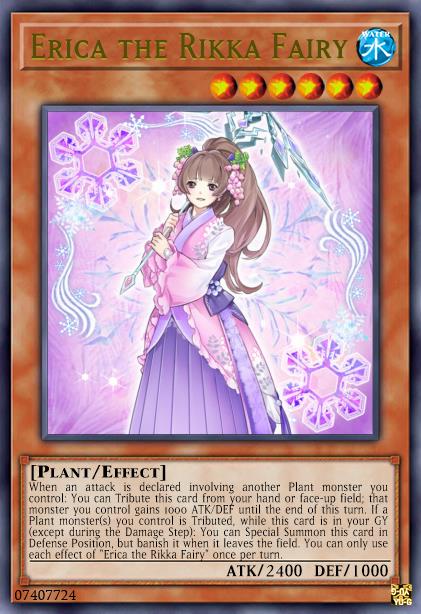 Erica the Rikka Fairy
WATER
水
[Plant/Effect]
When an attack is declared involving another Plant monster you
control: You can Tribute this card from your hand or face-up field; that
monster you control gains 1000 ATK/DEF until the end of this turn. If a
Plant monster(s) you control is Tributed, while this card is in your GY
(except during the Damage Step): You can Special Summon this card in
Defense Position, but banish it when it leaves the field. You can only use
each effect of "Erica the Rikka Fairy" once per turn.
ATK/2400 DEF/1000
07407724